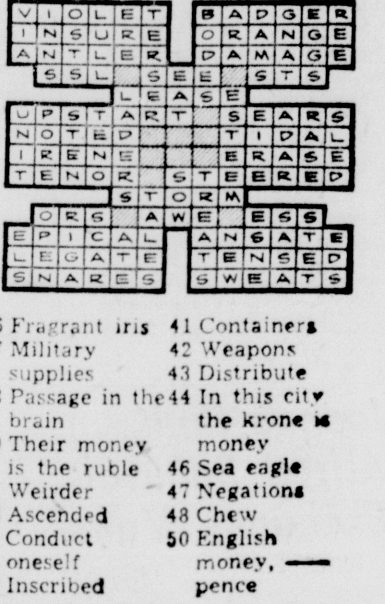 VIOLET BADGER
INSURE ORANGE
ANTLER DAMAGE
SSL SEE STS
LEASE
UPSTART SEARS
NOTED TIDAL
IRENE ERASE
TENOR STEERED
STORM
ORS AWE ESS
EPICAL ANSATE
LEGATE TENSED
SNARES SWEATS
Fragrant iris
Military
supplies
Passage in the
brain
Their money
is the ruble
Weirder
Ascended
Conduct
oneself
Inscribed
41 Containers
42 Weapons
43 Distribute
44 In this city
the krone is
money
46 Sea eagle
47 Negations
48 Chew
50 English
money, —
pence